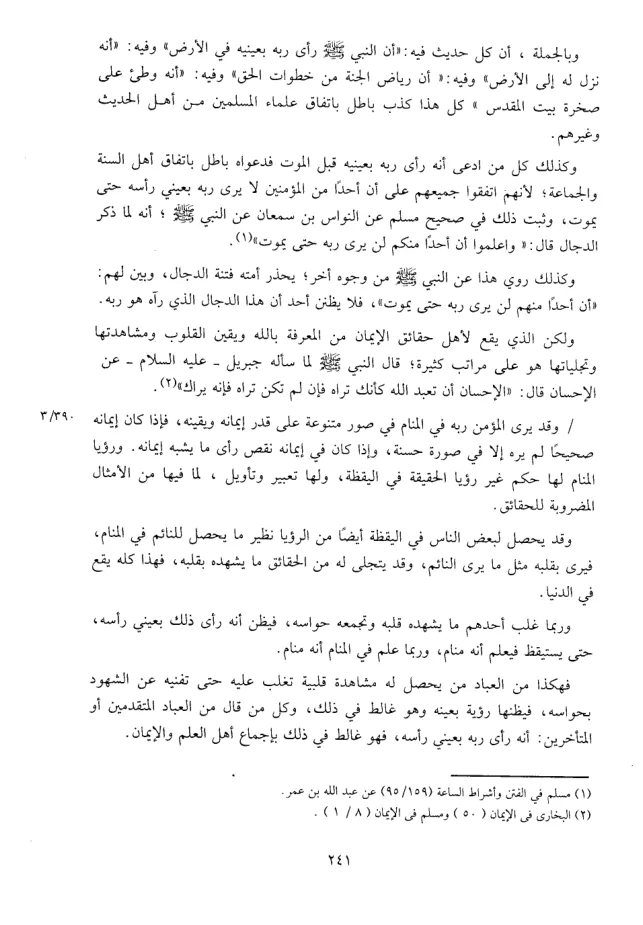 وبالجملة ، أن كل حديث فيه: «أن النبي ﷺ رأى ربه بعينيه في الأرض» وفيه: «أنه
نزل له إلى الأرض» وفيه: « أن رياض الجنة من خطوات الحق» وفيه: «أنه وطئ على
صخرة بيت المقدس » كل هذا كذب باطل باتفاق علماء المسلمين من أهل الحديث
وغيرهم.
وكذلك كل من ادعى أنه رأى ربه بعينيه قبل الموت فدعواه باطل باتفاق أهل السنة
والجماعة؛ لأنهم اتفقوا جميعهم على أن أحدًا من المؤمنين لا يرى ربه بعيني رأسه حتى
يموت، وثبت ذلك في صحيح مسلم عن النواس بن سمعان عن النبي ﷺ ؛ أنه لما ذكر
الدجال قال: « واعلموا أن أحدًا منكم لن يرى ربه حتى يموت»(١).
وكذلك روي هذا عن النبي ﷺ من وجوه أخر؛ يحذر أمته فتنة الدجال، وبين لهم:
«أن أحدًا منهم لن يرى ربه حتى يموت»، فلا يظنن أحد أن هذا الدجال الذي رآه هو ربه.
ولكن الذي يقع لأهل حقائق الإيمان من المعرفة بالله ويقين القلوب ومشاهدتها
وتجلياتها هو على مراتب كثيرة؛ قال النبي ﷺ لما سأله جبريل ـ عليه السلام ـ عن
الإحسان قال: «الإحسان أن تعبد الله كأنك تراه فإن لم تكن تراه فإنه يراك»(٢).
٣/٣٩٠ / وقد يرى المؤمن ربه في المنام في صور متنوعة على قدر إيمانه ويقينه، فإذا كان إيمانه
صحيحًا لم يره إلا في صورة حسنة، وإذا كان في إيمانه نقص رأى ما يشبه إيمانه. ورؤيا
المنام لها حكم غير رؤيا الحقيقة في اليقظة، ولها تعبير وتأويل ، لما فيها من الأمثال
المضروبة للحقائق.
وقد يحصل لبعض الناس في اليقظة أيضًا من الرؤيا نظير ما يحصل للنائم في المنام،
فيرى بقلبه مثل ما يرى النائم، وقد يتجلى له من الحقائق ما يشهده بقلبه، فهذا كله يقع
في الدنيا.
وربما غلب أحدهم ما يشهده قلبه وتجمعه حواسه، فيظن أنه رأى ذلك بعيني رأسه،
حتى يستيقظ فيعلم أنه منام، وربما علم في المنام أنه منام.
فهكذا من العباد من يحصل له مشاهدة قلبية تغلب عليه حتى تفنيه عن الشهود
بحواسه، فيظنها رؤية بعينه وهو غالط في ذلك، وكل من قال من العباد المتقدمين أو
المتأخرين: أنه رأى ربه بعيني رأسه، فهو غالط في ذلك بإجماع أهل العلم والإيمان.
(١) مسلم في الفتن وأشراط الساعة (٩٥/١٥٩) عن عبد الله بن عمر.
(٢) البخارى فى الإيمان ( ٥٠ ) ومسلم فى الإيمان ( ٨ / ١ ) .
٢٤١